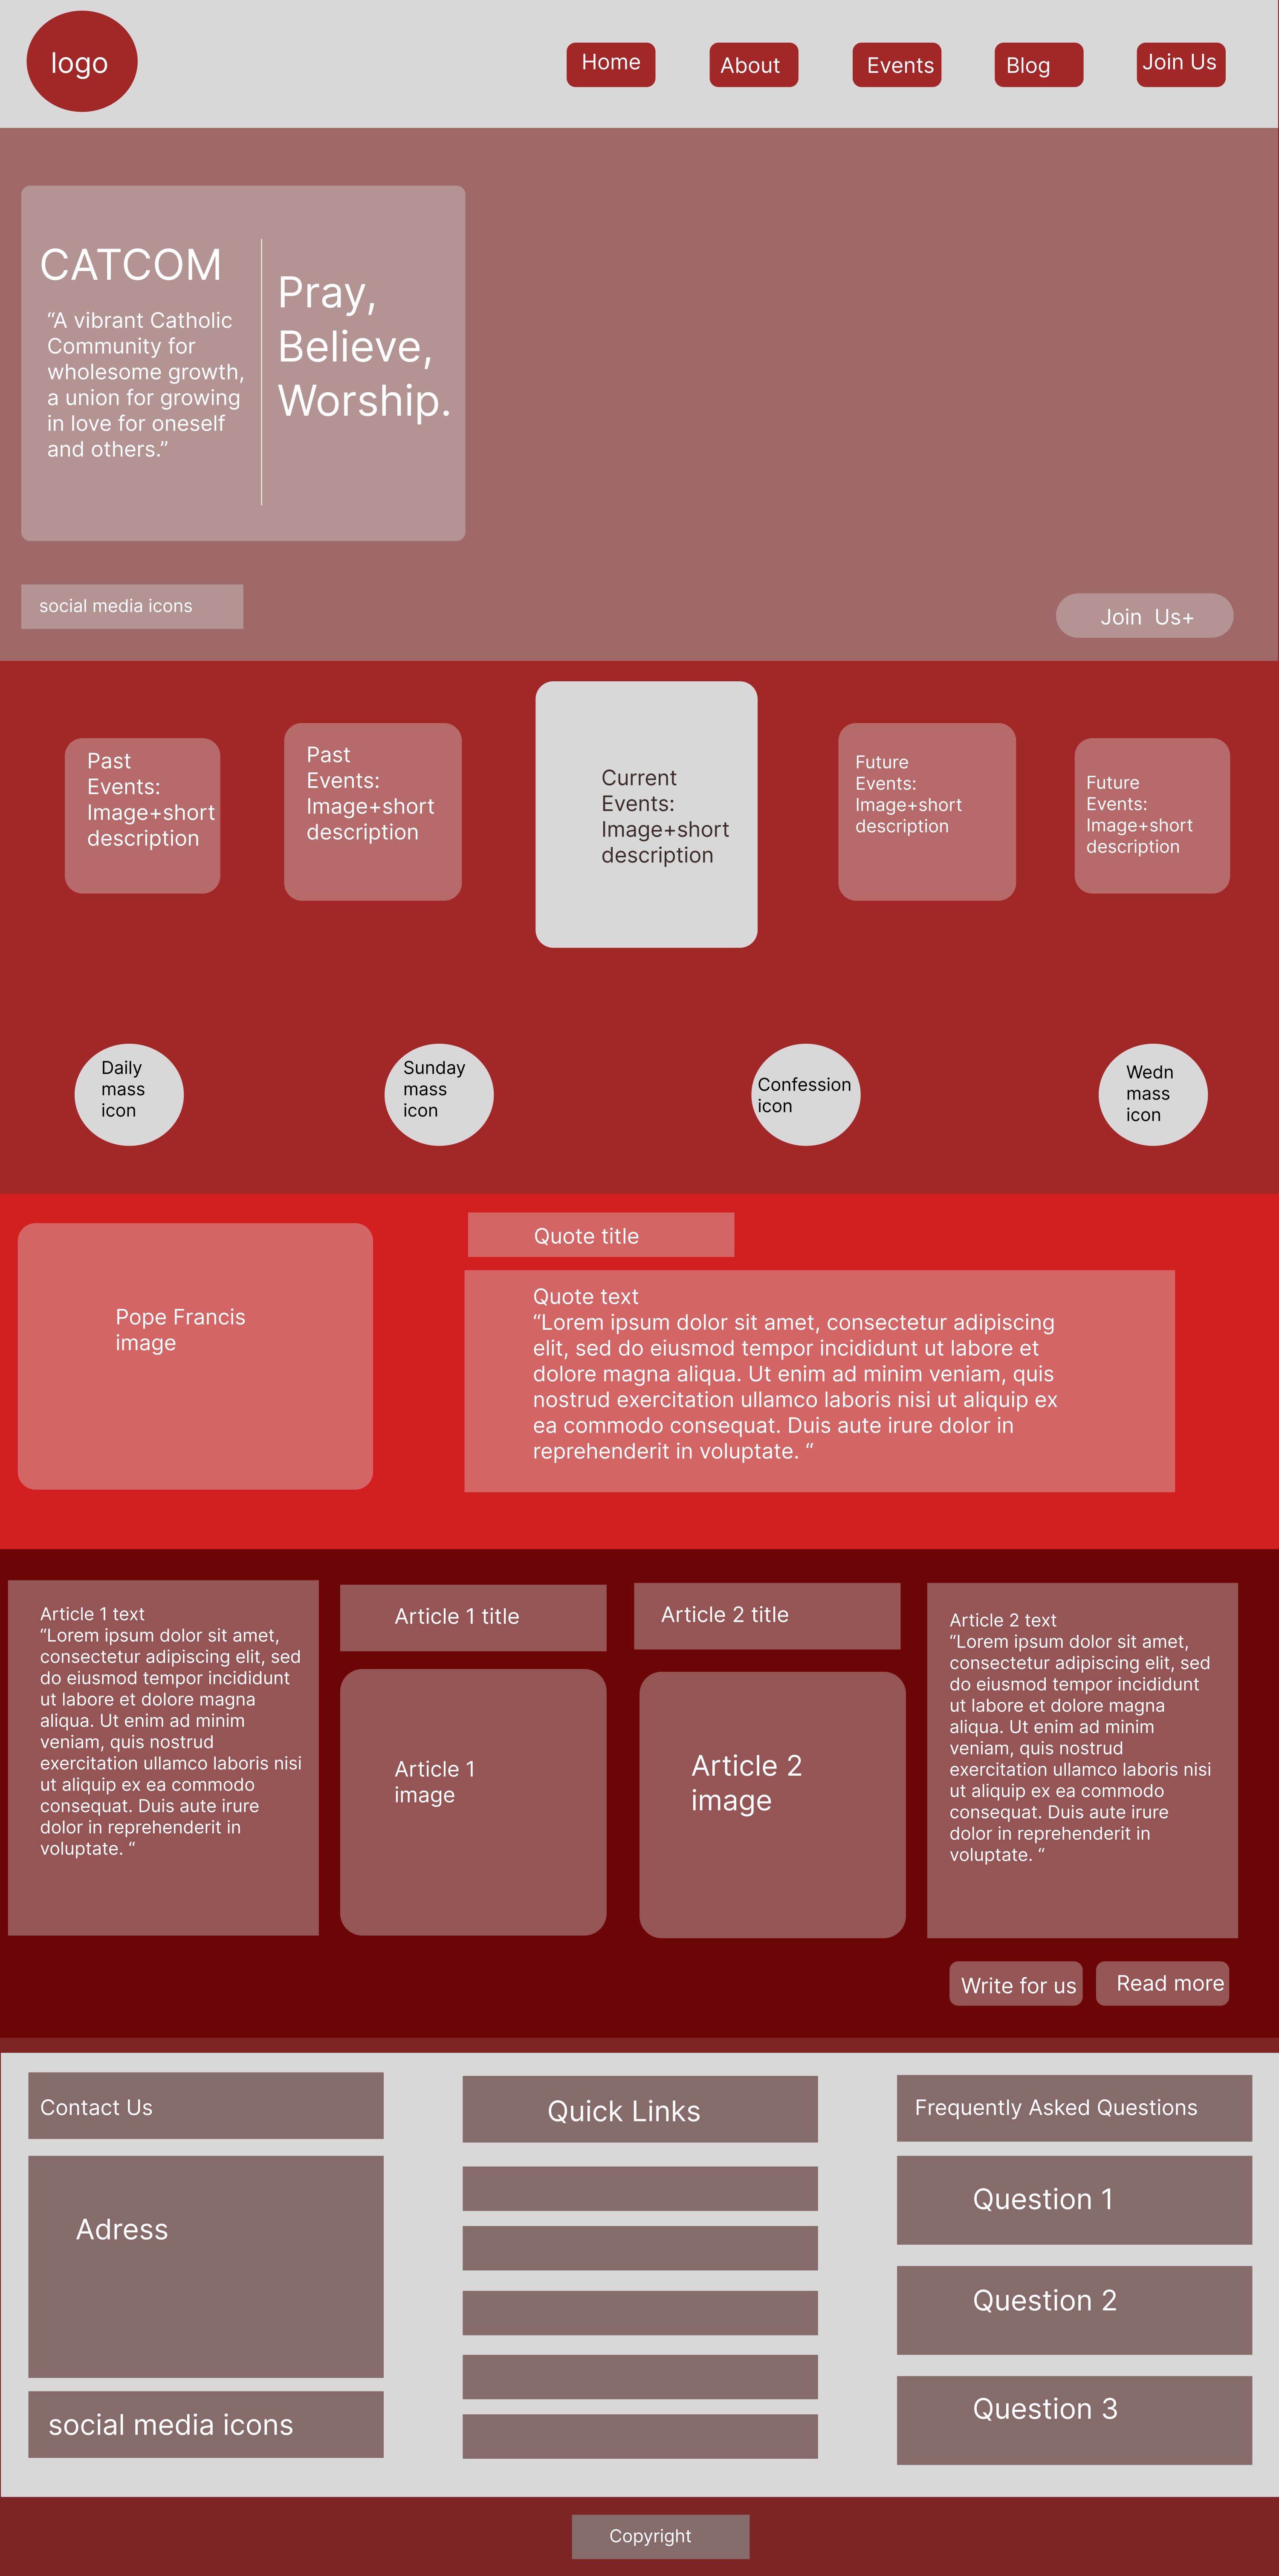 logo
Home
About
Events
Blog
Join Us
CATCOM
“A vibrant Catholic
Community for
wholesome growth,
a union for growing
in love for oneself
and others.”
Pray,
Believe,
Worship.
social media icons
Join  Us+
Past
Events:
Image+short
description
Past
Events:
Image+short
description
Current
Events:
Image+short
description
Future
Events:
Image+short
description
Future
Events:
Image+short
description
Daily
mass
icon
Sunday
mass
icon
Confession
icon
Wedn
mass
icon
Pope Francis
image
Quote title
Quote text
“Lorem ipsum dolor sit amet, consectetur adipiscing
elit, sed do eiusmod tempor incididunt ut labore et
dolore magna aliqua. Ut enim ad minim veniam, quis
nostrud exercitation ullamco laboris nisi ut aliquip ex
ea commodo consequat. Duis aute irure dolor in
reprehenderit in voluptate. “
Article 1 text
“Lorem ipsum dolor sit amet,
consectetur adipiscing elit, sed
do eiusmod tempor incididunt
ut labore et dolore magna
aliqua. Ut enim ad minim
veniam, quis nostrud
exercitation ullamco laboris nisi
ut aliquip ex ea commodo
consequat. Duis aute irure
dolor in reprehenderit in
voluptate. “
Article 1 title
Article 1
image
Article 2 title
Article 2
image
Article 2 text
“Lorem ipsum dolor sit amet,
consectetur adipiscing elit, sed
do eiusmod tempor incididunt
ut labore et dolore magna
aliqua. Ut enim ad minim
veniam, quis nostrud
exercitation ullamco laboris nisi
ut aliquip ex ea commodo
consequat. Duis aute irure
dolor in reprehenderit in
voluptate. “
Write for us
Read more
Contact Us
Adress
social media icons
Quick Links
Frequently Asked Questions
Question 1
Question 2
Question 3
Copyright